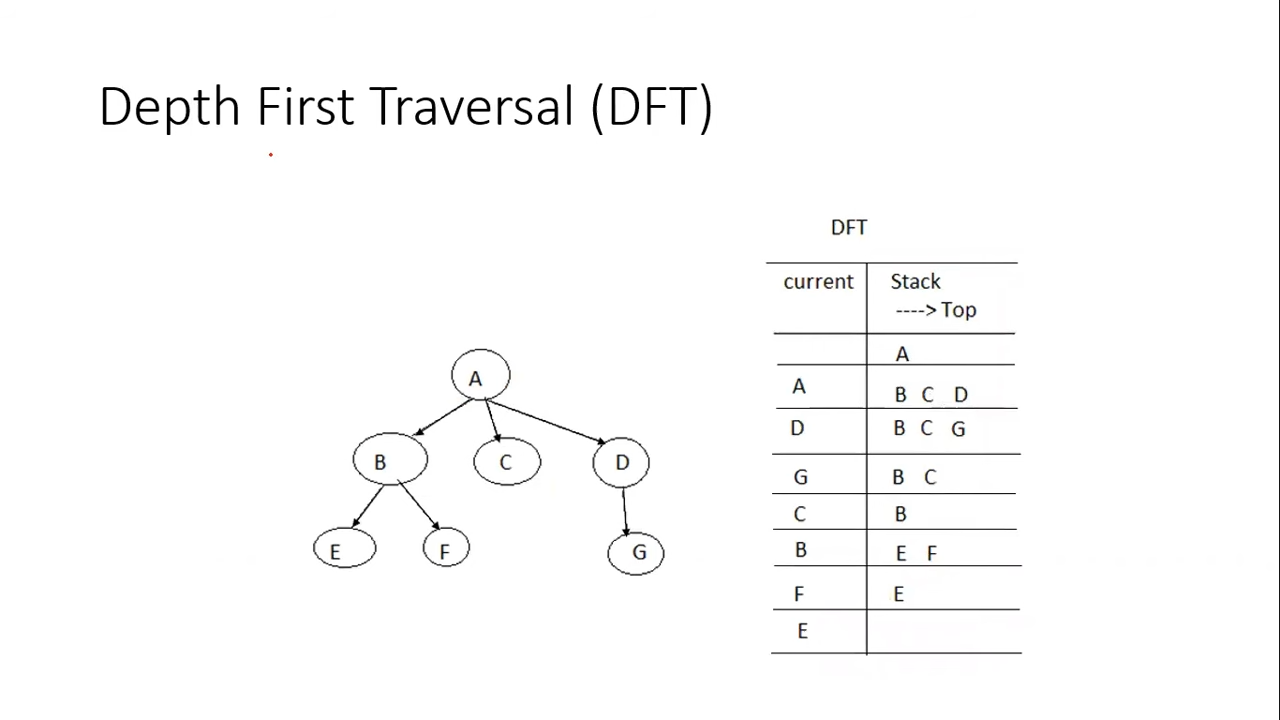 Depth First Traversal (DFT)
DFT
current Stack
----> Top
A
A B C D
D B C G
G B C
C B
B E F
F E
E
A
B C D
E F G